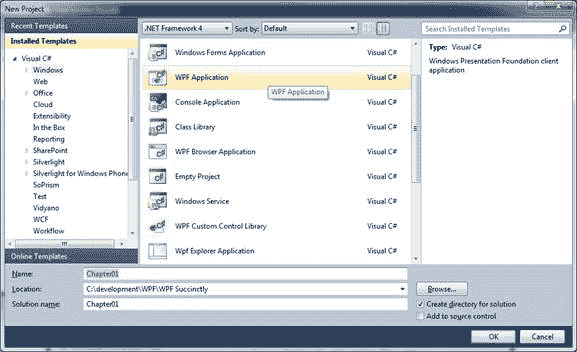 New Project
Recent Templates
Installed Templates
Visual C#
Windows
Web
Office
Cloud
Extensibility
In the Box
Reporting
SharePoint
Silverlight
Silverlight for Windows Phone
SoPrism
Test
Vidyano
WCF
Workflow
Online Templates
.NET Framework 4
Sort by: Default
Windows Forms Application Visual C#
WPF Application Visual C#
WPF Application
Console Application Visual C#
Class Library Visual C#
WPF Browser Application Visual C#
Empty Project Visual C#
Windows Service Visual C#
WPF Custom Control Library Visual C#
Wpf Explorer Application Visual C#
Search Installed Templates
Type: Visual C#
Windows Presentation Foundation client
application
Name: Chapter01
Location: C:\development\WPF\WPF Succinctly
Browse...
Solution name: Chapter01
Create directory for solution
Add to source control
OK
Cancel